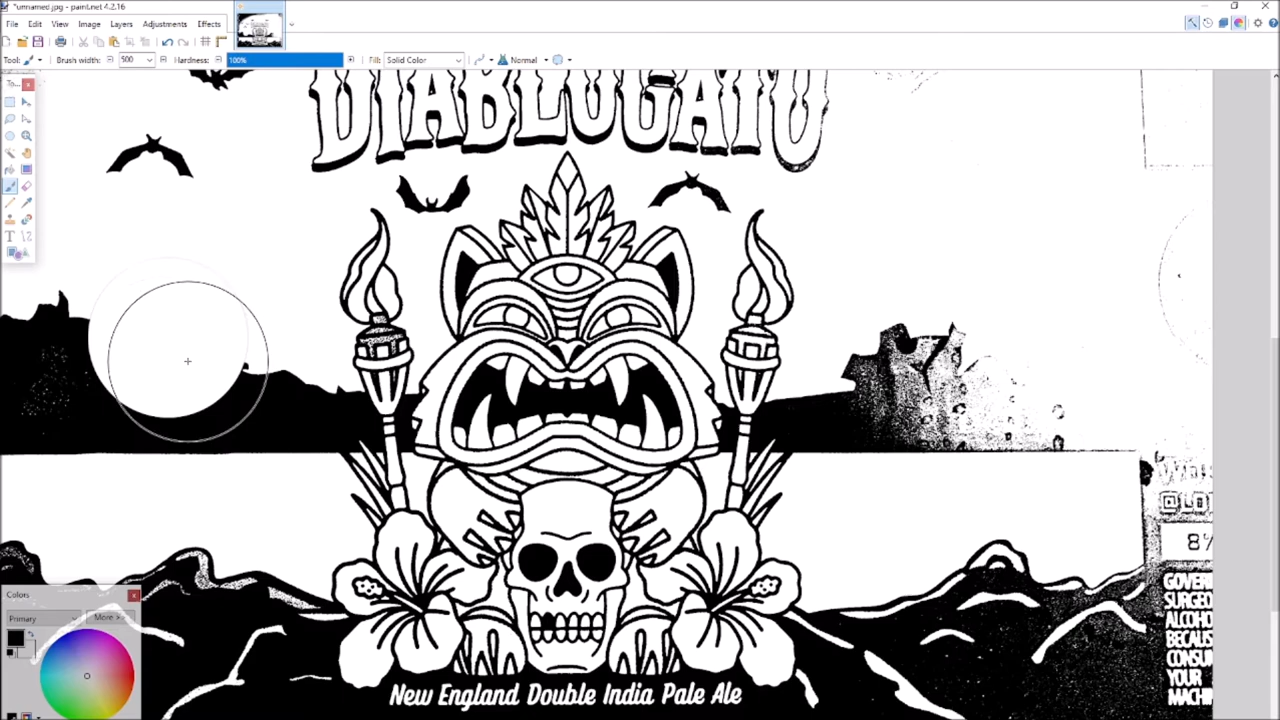 *unnamed.jpg - paint.net 4.2.16
File Edit View Image Layers Adjustments Effects
Tool: Brush width: 500 Hardness: 100% Fill: Solid Color Normal
To...
DIABLOGATO
@LO
8%
GOVER
SURGEO
ALCOHO
BECAUS
CONSU
YOUR
MACHI
Colors
Primary More >
New England Double India Pale Ale